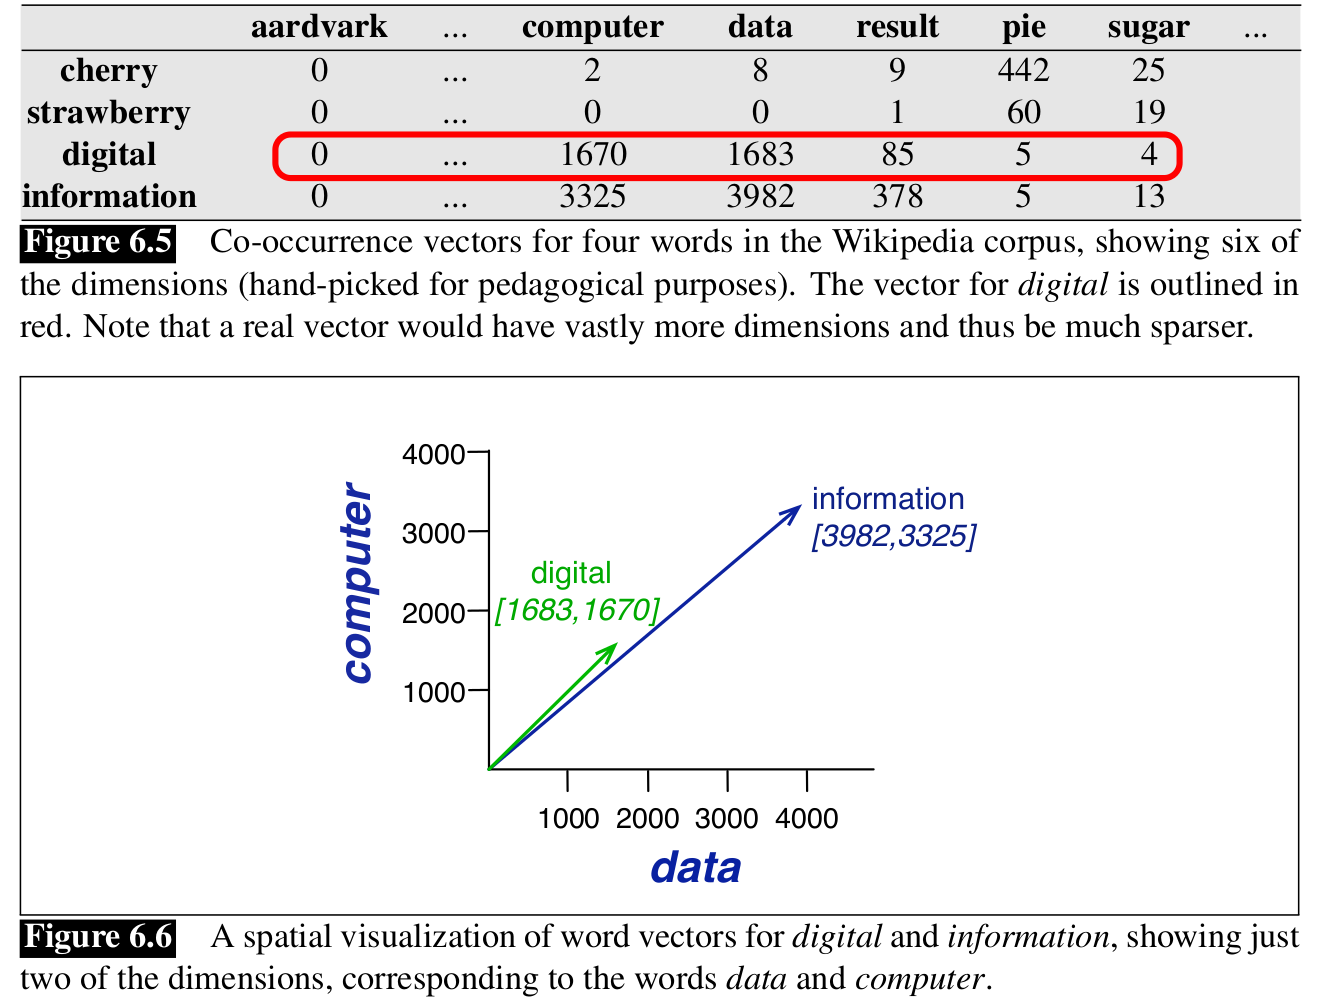 aardvark ... computer data result pie sugar ...
cherry 0 ... 2 8 9 442 25
strawberry 0 ... 0 0 1 60 19
digital 0 ... 1670 1683 85 5 4
information 0 ... 3325 3982 378 5 13
Figure 6.5 Co-occurrence vectors for four words in the Wikipedia corpus, showing six of
the dimensions (hand-picked for pedagogical purposes). The vector for digital is outlined in
red. Note that a real vector would have vastly more dimensions and thus be much sparser.
4000
information
3000
[3982,3325]
digital
2000
[1683,1670]
computer
1000
1000 2000 3000 4000
data
Figure 6.6 A spatial visualization of word vectors for digital and information, showing just
two of the dimensions, corresponding to the words data and computer.